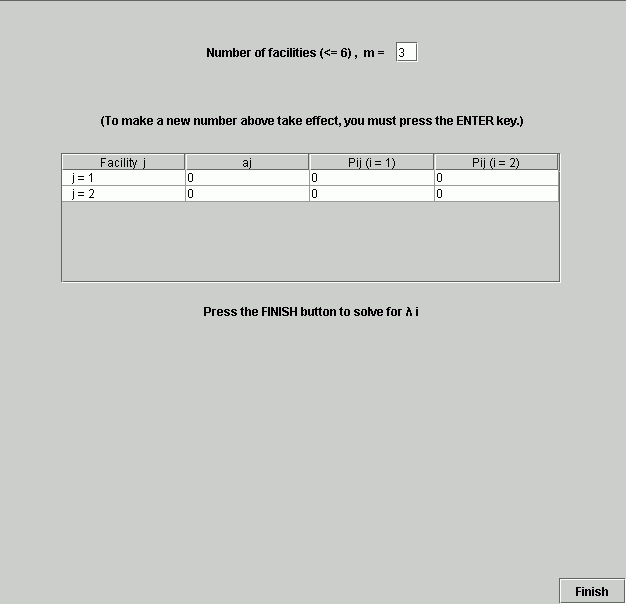 Number of facilities (<= 6) , m = 3
(To make a new number above take effect, you must press the ENTER key.)
Facility j aj Pij (i = 1) Pij (i = 2)
j = 1 0 0 0
j = 2 0 0 0
Press the FINISH button to solve for λ i
Finish